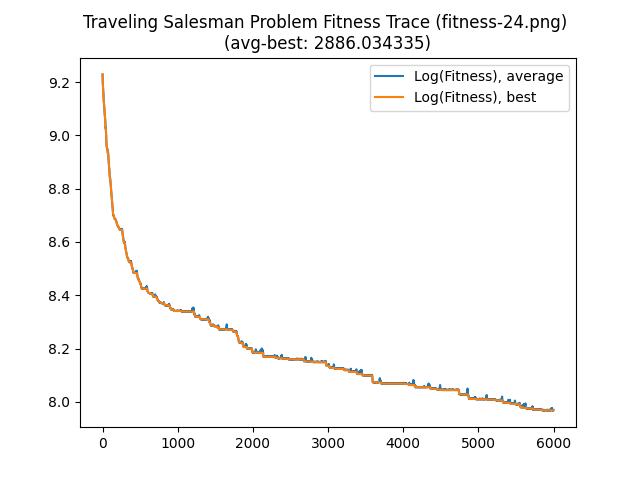 Traveling Salesman Problem Fitness Trace (fitness-24.png)
(avg-best: 2886.034335)
Log(Fitness), average
Log(Fitness), best
9.2
9.0
8.8
8.6
8.4
8.2
8.0
0 1000 2000 3000 4000 5000 6000